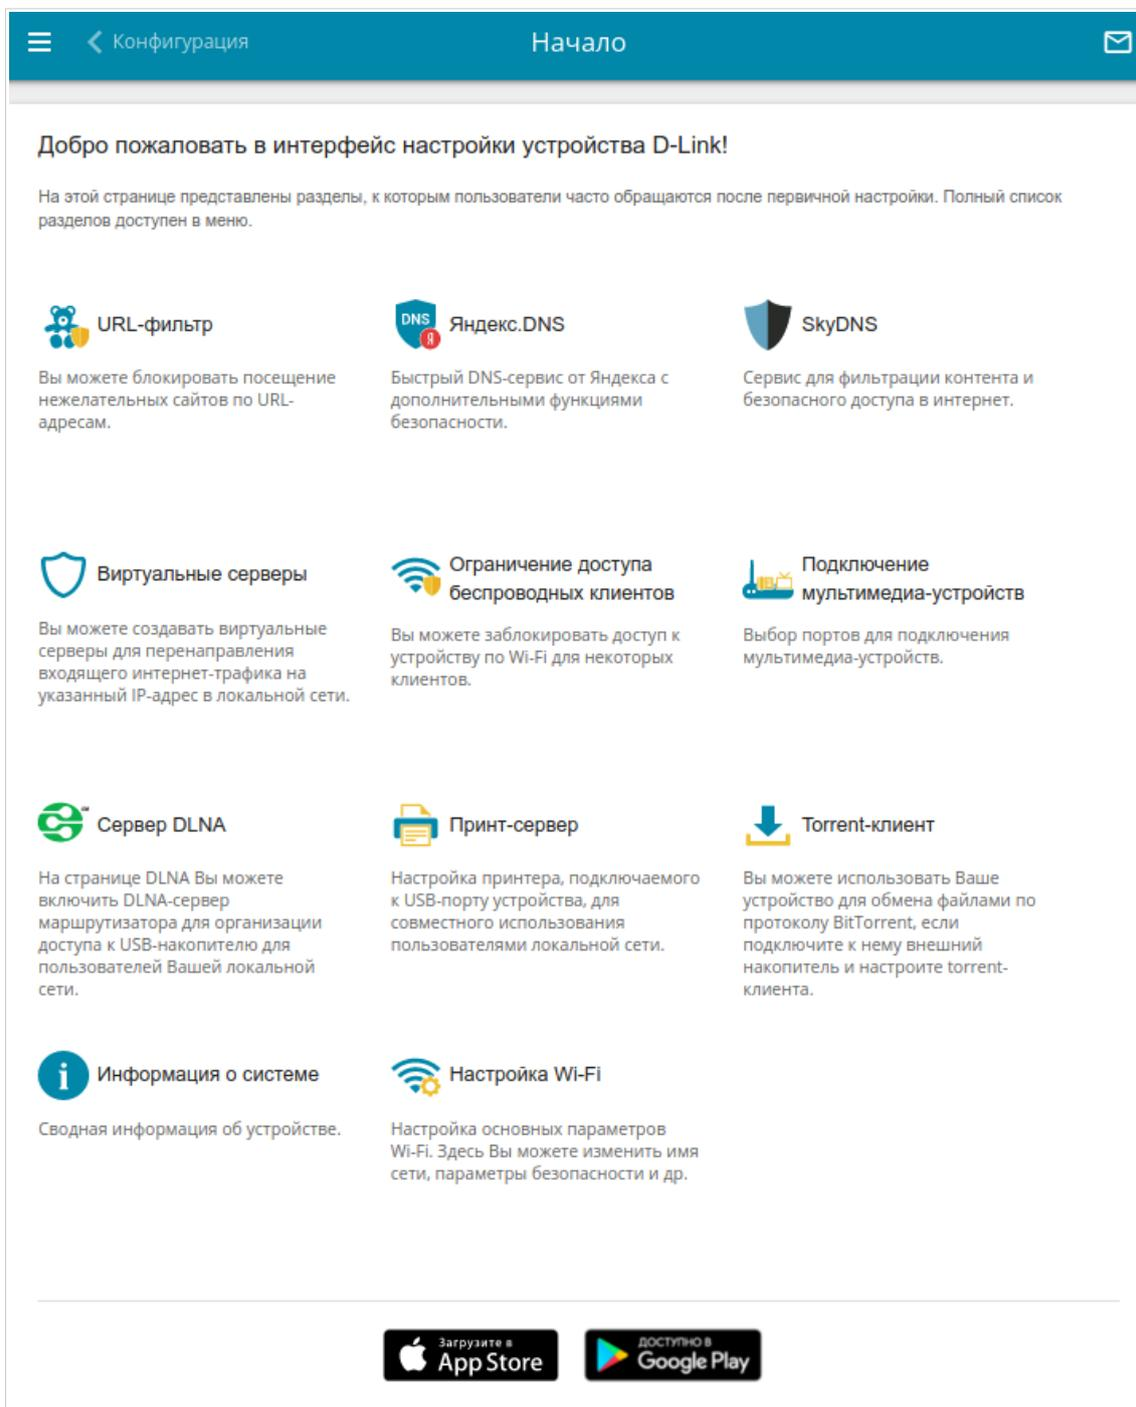 Конфигурация
Начало
Добро пожаловать в интерфейс настройки устройства D-Link!
На этой странице представлены разделы, к которым пользователи часто обращаются после первичной настройки. Полный список
разделов доступен в меню.
URL-фильтр
Вы можете блокировать посещение
нежелательных сайтов по URL-
адресам.
DNS
Я
Яндекс.DNS
Быстрый DNS-сервис от Яндекса с
дополнительными функциями
безопасности.
SkyDNS
Сервис для фильтрации контента и
безопасного доступа в интернет.
Виртуальные серверы
Вы можете создавать виртуальные
серверы для перенаправления
входящего интернет-трафика на
указанный IP-адрес в локальной сети.
Ограничение доступа
беспроводных клиентов
Вы можете заблокировать доступ к
устройству по Wi-Fi для некоторых
клиентов.
Подключение
мультимедиа-устройств
Выбор портов для подключения
мультимедиа-устройств.
Сервер DLNA
На странице DLNA Вы можете
включить DLNA-сервер
маршрутизатора для организации
доступа к USB-накопителю для
пользователей Вашей локальной
сети.
Принт-сервер
Настройка принтера, подключаемого
к USB-порту устройства, для
совместного использования
пользователями локальной сети.
Torrent-клиент
Вы можете использовать Ваше
устройство для обмена файлами по
протоколу BitTorrent, если
подключите к нему внешний
накопитель и настроите torrent-
клиента.
Информация о системе
Сводная информация об устройстве.
Настройка Wi-Fi
Настройка основных параметров
Wi-Fi. Здесь Вы можете изменить имя
сети, параметры безопасности и др.
Загрузите в
App Store
ДОСТУПНО В
Google Play